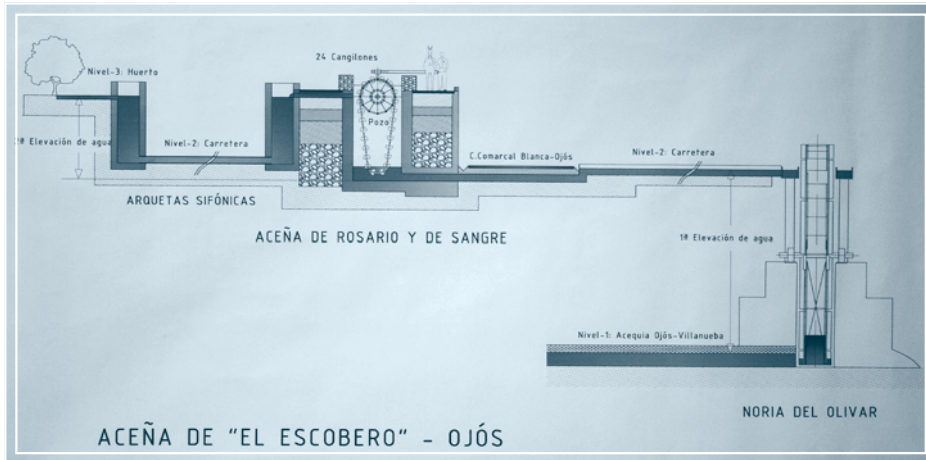 24 Cangilones
Nivel-3: Huerto
Pozo
2ª Elevación de agua
Nivel-2: Carretera
C.Comarcal Blanca-Ojós
Nivel-2: Carretera
ARQUETAS SIFÓNICAS
ACEÑA DE ROSARIO Y DE SANGRE
1ª Elevación de agua
Nivel-1: Acequia Ojós-Villanueba
NORIA DEL OLIVAR
ACEÑA DE "EL ESCOBERO" - OJÓS